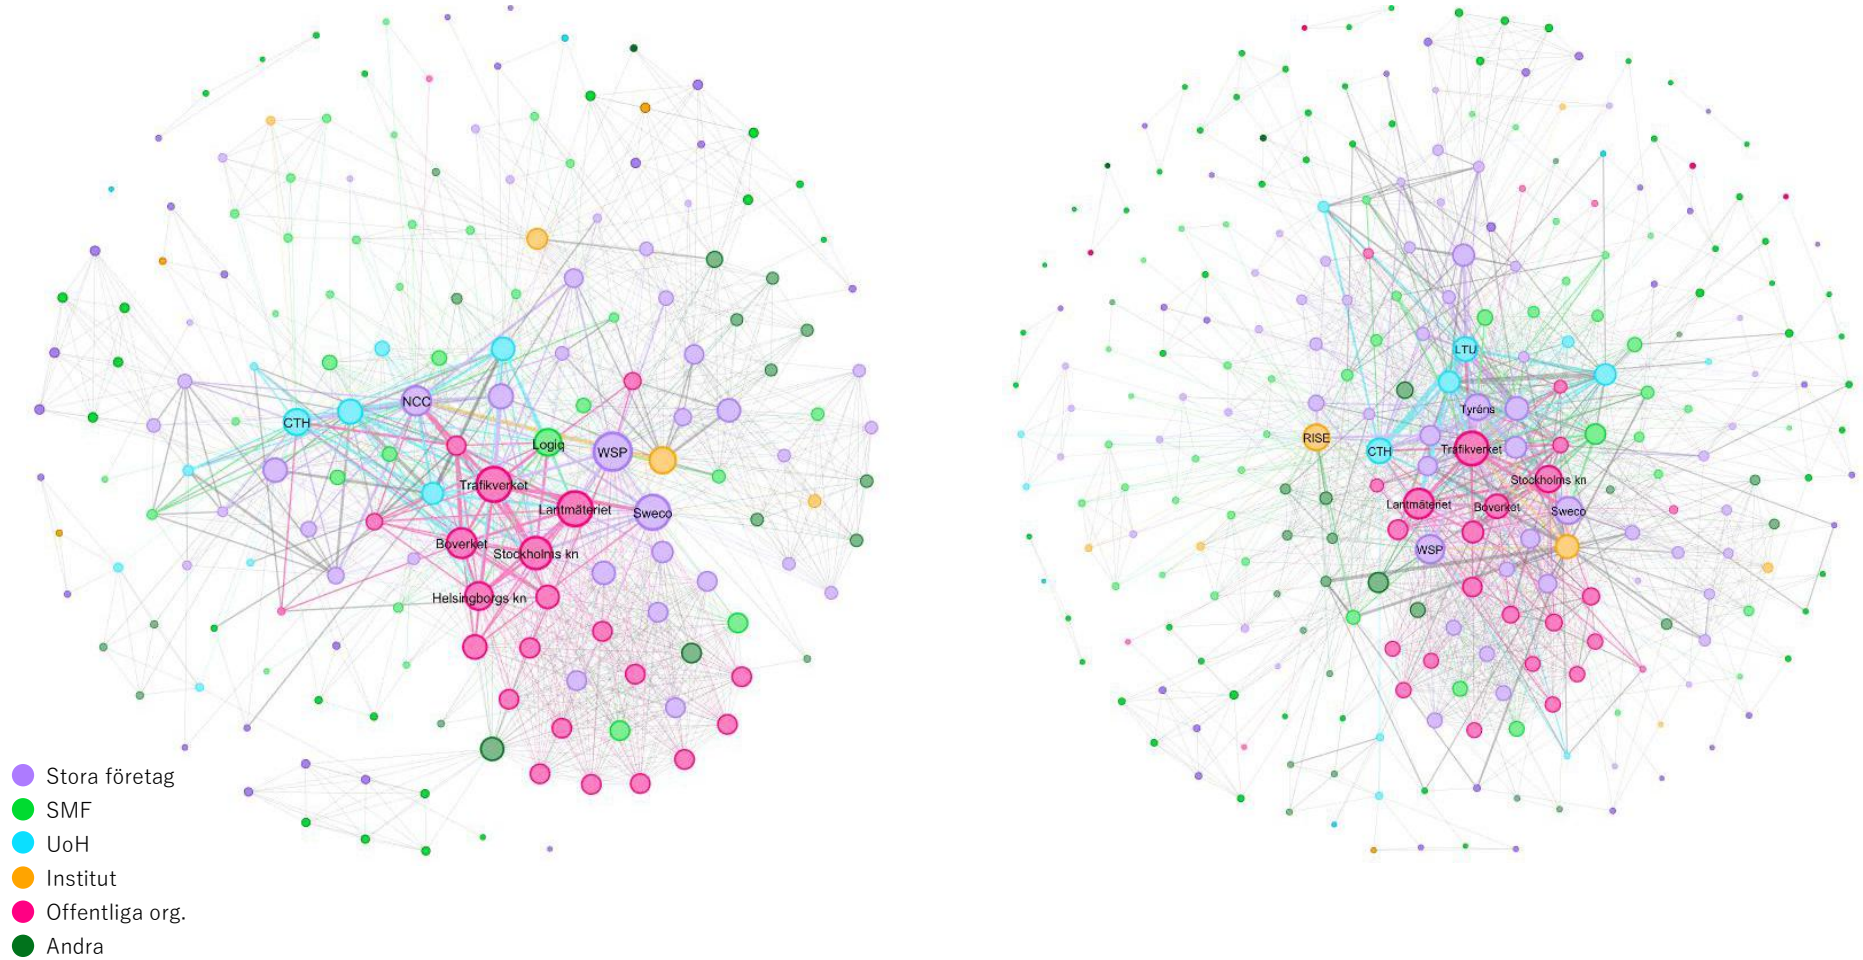 NCC
CTH
Logiq
WSP
Trafikverket
Lantmäteriet
Sweco
Boverket
Stockholms kn
Helsingborgs kn
LTU
Tyréns
RISE
CTH
Trafikverket
Stockholms kn
Lantmäteriet
Boverket
Sweco
WSP
Stora företag
SMF
UoH
Institut
Offentliga org.
Andra